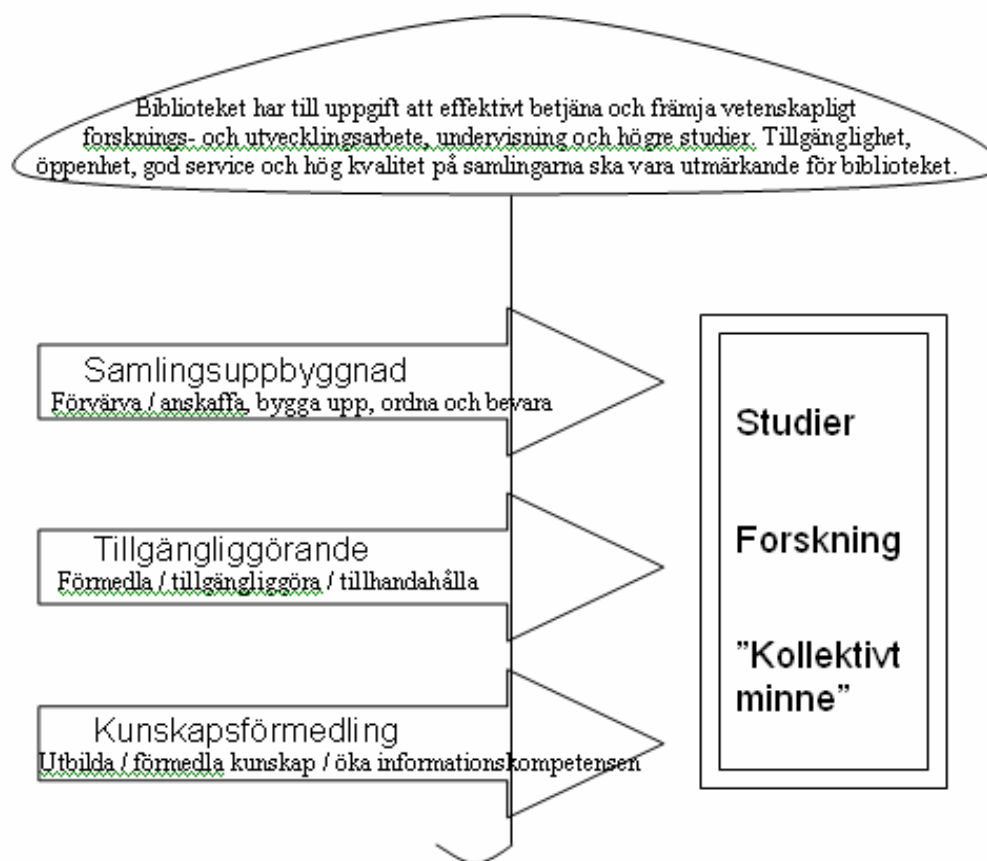 Biblioteket har till uppgift att effektivt betjäna och främja vetenskapligt
forsknings- och utvecklingsarbete, undervisning och högre studier. Tillgänglighet,
öppenhet, god service och hög kvalitet på samlingarna ska vara utmärkande för biblioteket.
Samlingsuppbyggnad
Förvärva / anskaffa, bygga upp, ordna och bevara
Tillgängliggörande
Förmedla / tillgängliggöra / tillhandahålla
Kunskapsförmedling
Utbilda / förmedla kunskap / öka informationskompetensen
Studier
Forskning
”Kollektivt
minne”